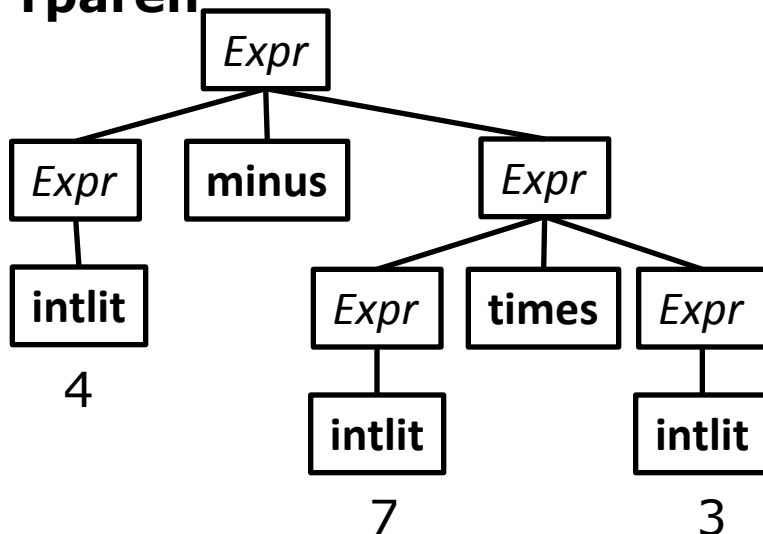 rparen
Expr
Expr minus Expr
intlit Expr times Expr
4
intlit intlit
7 3